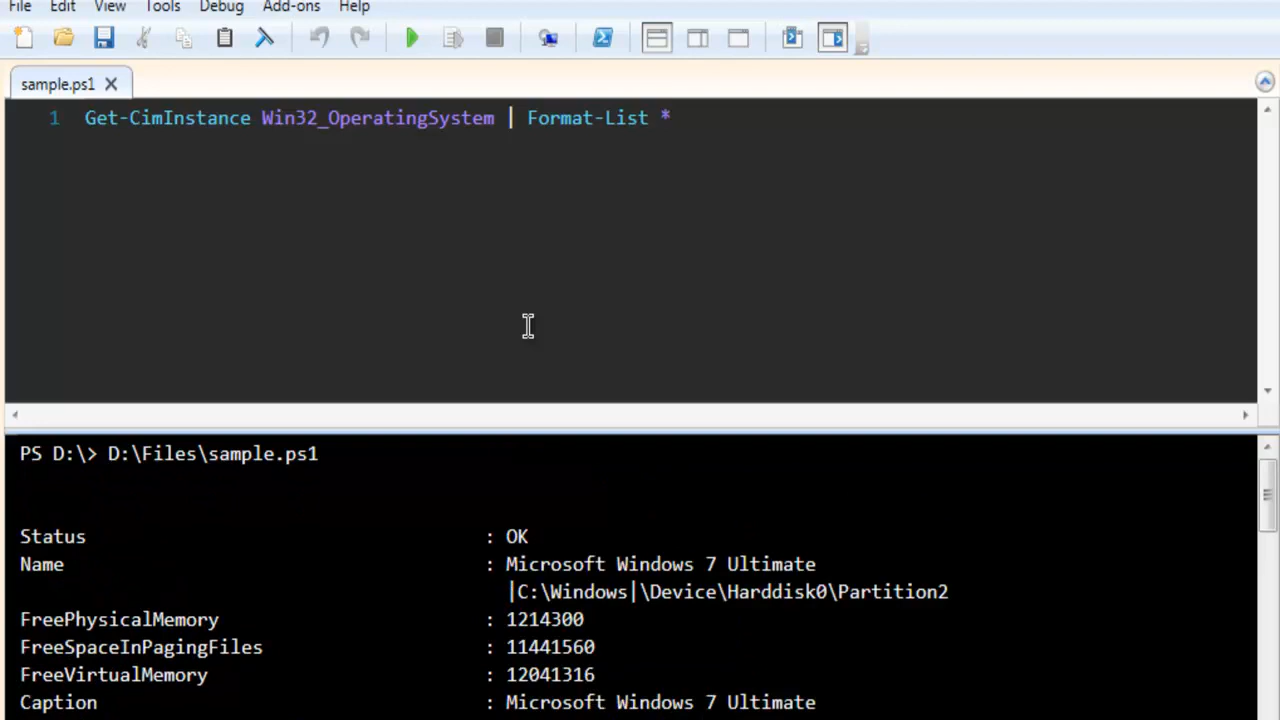 File Edit View Tools Debug Add-ons Help
sample.ps1
1 Get-CimInstance Win32_OperatingSystem | Format-List *
PS D:\> D:\Files\sample.ps1
Status : OK
Name : Microsoft Windows 7 Ultimate
|C:\Windows|\Device\Harddisk0\Partition2
FreePhysicalMemory : 1214300
FreeSpaceInPagingFiles : 11441560
FreeVirtualMemory : 12041316
Caption : Microsoft Windows 7 Ultimate